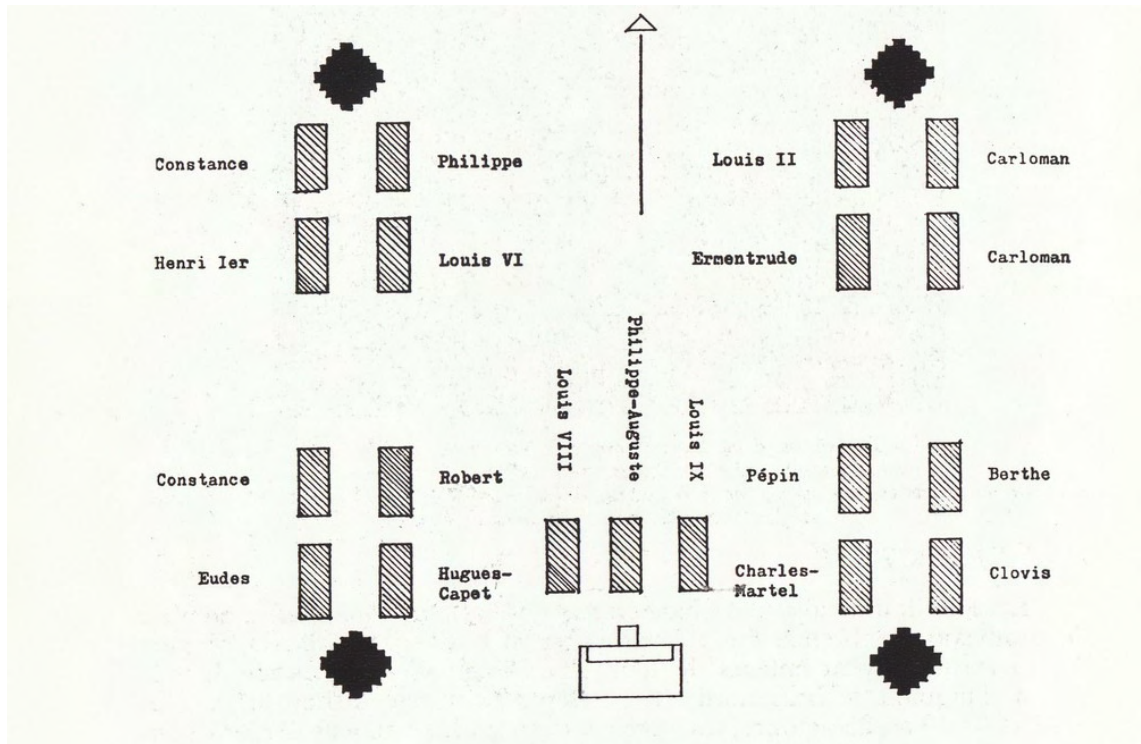 Constance
Philippe
Louis II
Carloman
Henri Ier
Louis VI
Ermentrude
Carloman
Louis VIII
Philippe-Auguste
Louis IX
Constance
Robert
Pépin
Berthe
Eudes
Hugues-
Capet
Charles-
Martel
Clovis